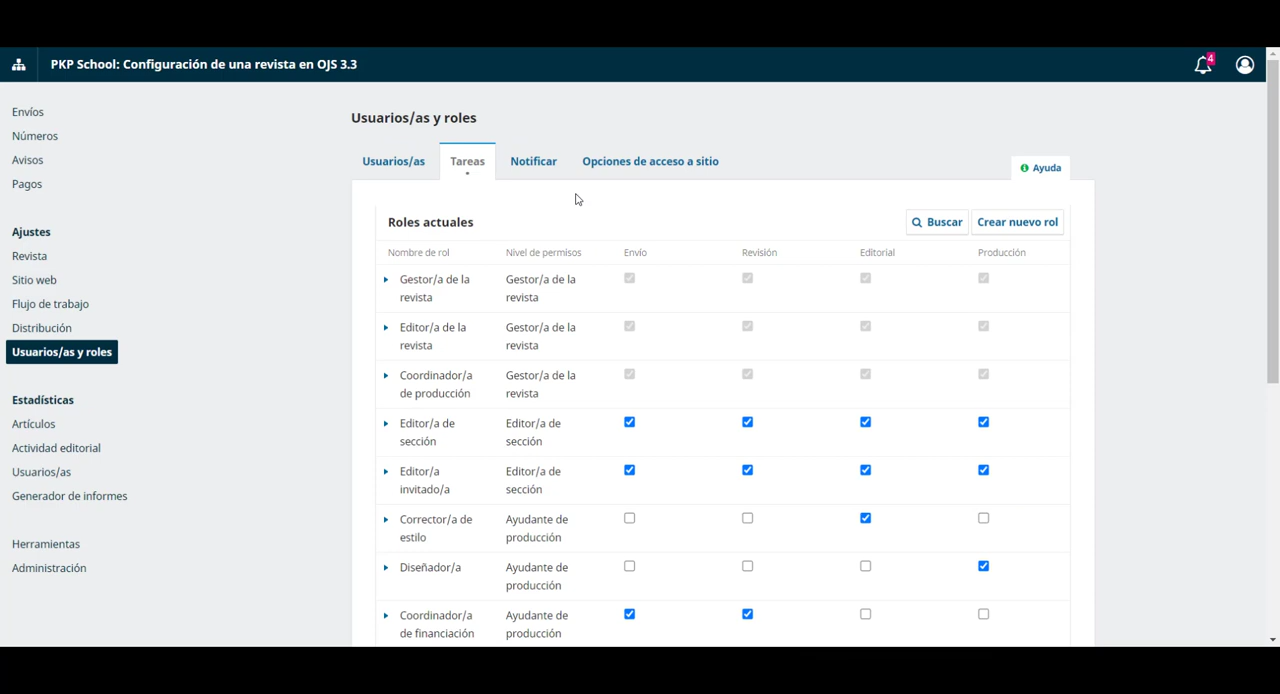 PKP School: Configuración de una revista en OJS 3.3
4
Envíos
Números
Avisos
Pagos
Ajustes
Revista
Sitio web
Flujo de trabajo
Distribución
Usuarios/as y roles
Estadísticas
Artículos
Actividad editorial
Usuarios/as
Generador de informes
Herramientas
Administración
Usuarios/as y roles
Usuarios/as Tareas Notificar Opciones de acceso a sitio
Ayuda
Roles actuales
Buscar Crear nuevo rol
Nombre de rol Nivel de permisos Envío Revisión Editorial Producción
Gestor/a de la Gestor/a de la
revista revista
Editor/a de la Gestor/a de la
revista revista
Coordinador/a Gestor/a de la
de producción revista
Editor/a de Editor/a de
sección sección
Editor/a Editor/a de
invitado/a sección
Corrector/a de Ayudante de
estilo producción
Diseñador/a Ayudante de
producción
Coordinador/a Ayudante de
de financiación producción